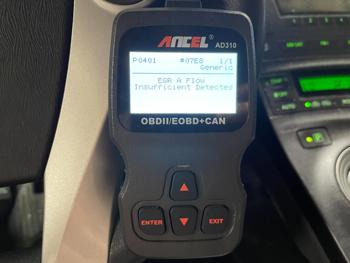 ANCEL AD310
P0401 #07E8 1/1
Generic
EGR A Flow
Insufficient Detected
OBDII/EOBD+CAN
ENTER
EXIT